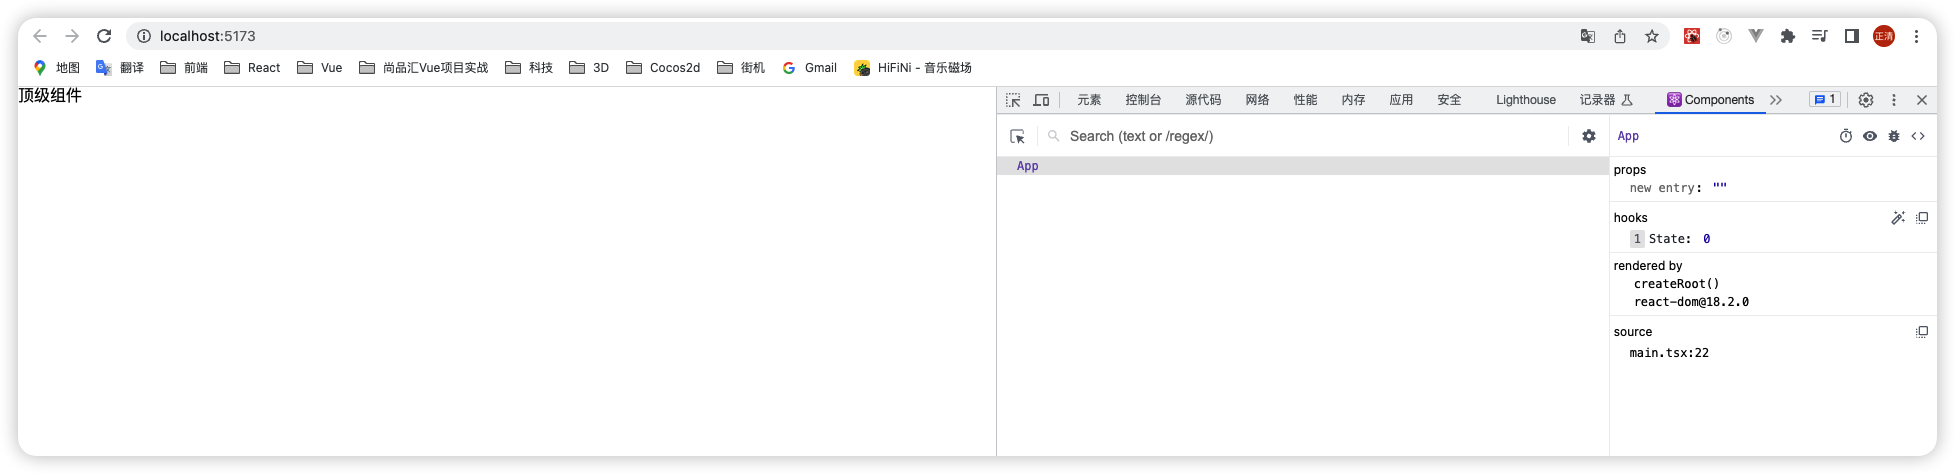 localhost:5173
正清
地图 翻译 前端 React Vue 尚品汇Vue项目实战 科技 3D Cocos2d 街机 Gmail HiFiNi - 音乐磁场
顶级组件
元素 控制台 源代码 网络 性能 内存 应用 安全 Lighthouse 记录器 Components 1
Search (text or /regex/)
App
App
props
new entry: ""
hooks
1 State: 0
rendered by
createRoot()
react-dom@18.2.0
source
main.tsx:22